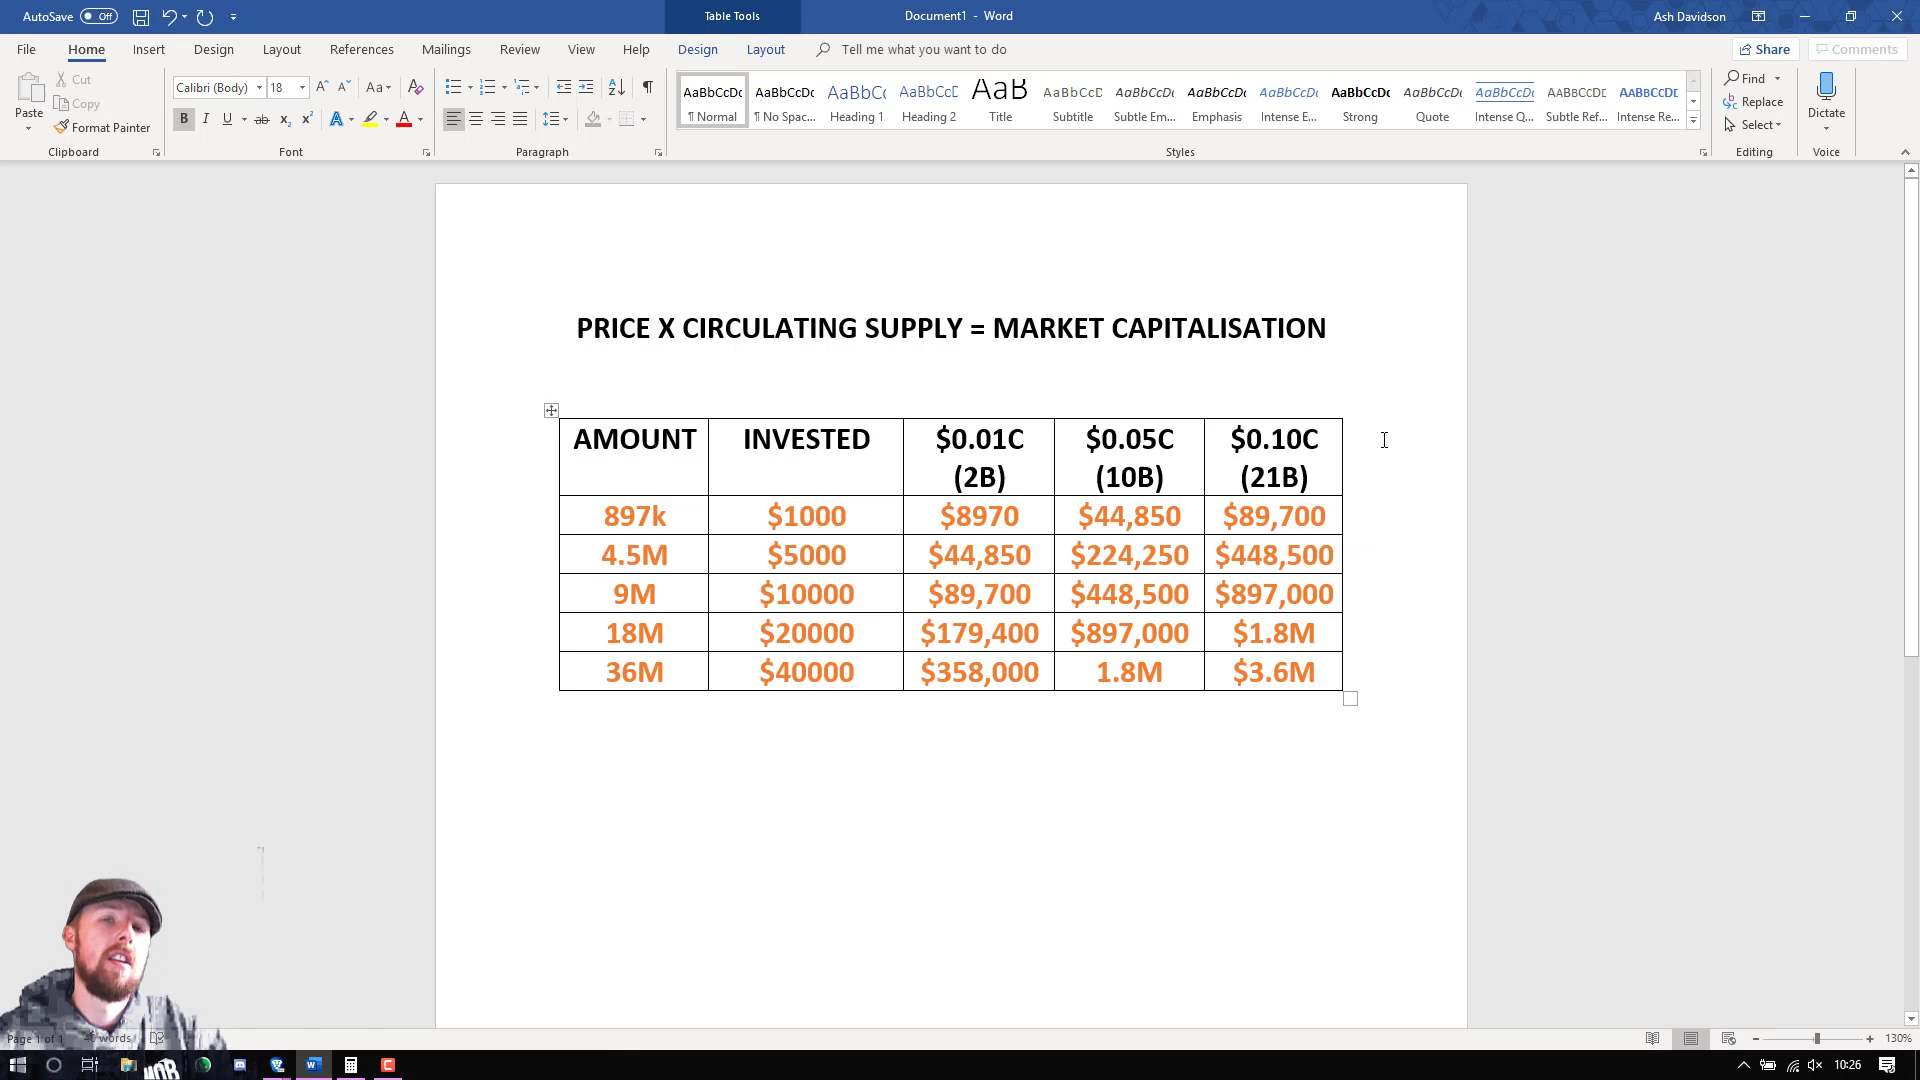 AutoSave Off
Table Tools
Document1 - Word
Ash Davidson
File Home Insert Design Layout References Mailings Review View Help Design Layout Tell me what you want to do
Share Comments
Paste
Cut
Copy
Format Painter
Clipboard
Calibri (Body) 18
Font
Paragraph
AaBbCcDc AaBbCcDc AaBbCc AaBbCcD AaB AaBbCcD AaBbCcDc AaBbCcDc AaBbCcDc AaBbCcDc AaBbCcDc AaBbCcDc AABBCCDD AABBCCDE
¶ Normal ¶ No Spac... Heading 1 Heading 2 Title Subtitle Subtle Em... Emphasis Intense E... Strong Quote Intense Q... Subtle Ref... Intense Re...
Styles
Find
Replace
Select
Editing
Dictate
Voice
PRICE X CIRCULATING SUPPLY = MARKET CAPITALISATION
AMOUNT INVESTED $0.01C $0.05C $0.10C
(2B) (10B) (21B)
897k $1000 $8970 $44,850 $89,700
4.5M $5000 $44,850 $224,250 $448,500
9M $10000 $89,700 $448,500 $897,000
18M $20000 $179,400 $897,000 $1.8M
36M $40000 $358,000 1.8M $3.6M
Page 1 of 1 words
130%
10:26